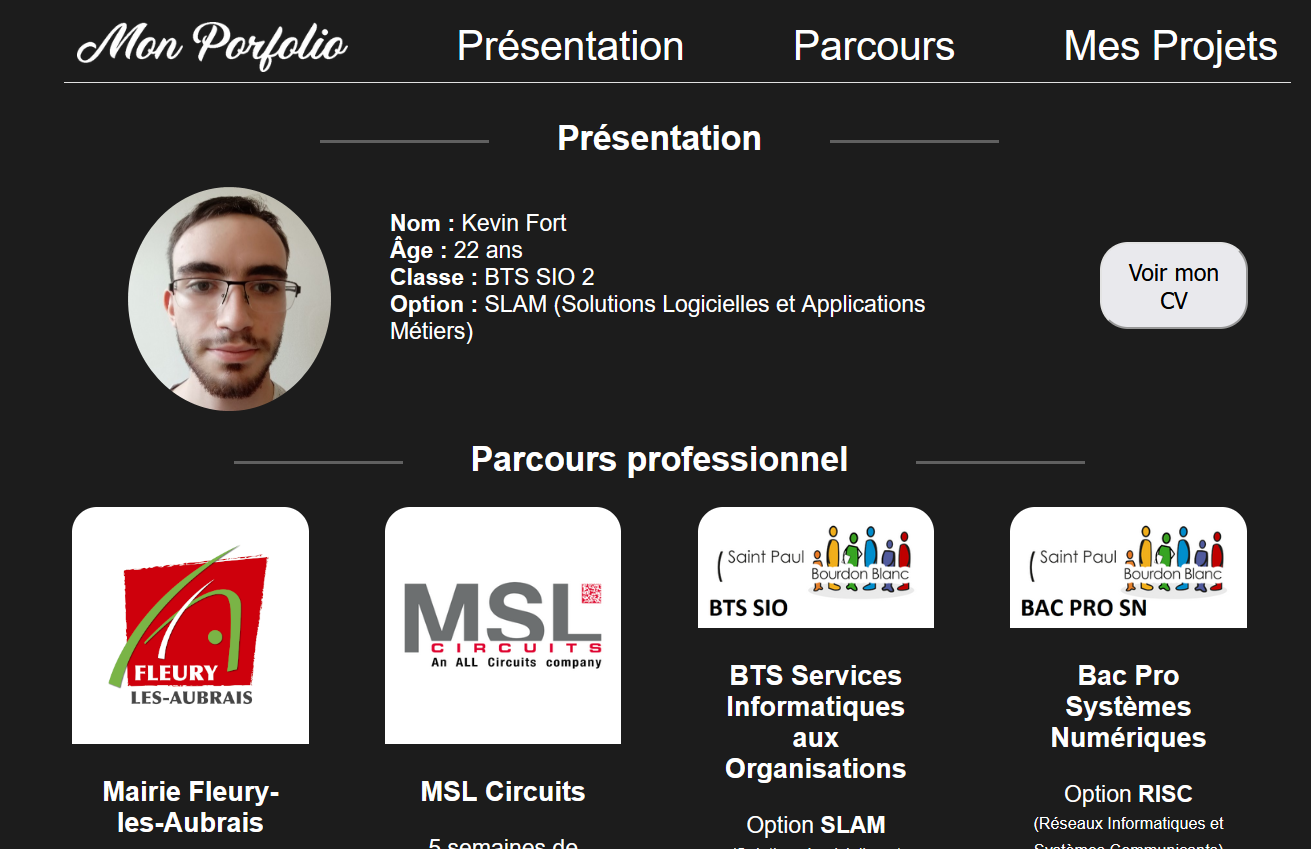 Mon Porfolio
Présentation
Parcours
Mes Projets
Présentation
Nom : Kevin Fort
Âge : 22 ans
Classe : BTS SIO 2
Option : SLAM (Solutions Logicielles et Applications
Métiers)
Voir mon
CV
Parcours professionnel
FLEURY
LES-AUBRAIS
Mairie Fleury-
les-Aubrais
MSL
CIRCUITS
An ALL Circuits company
MSL Circuits
5 semaines de
Saint Paul
Bourdon Blanc
BTS SIO
BTS Services
Informatiques
aux
Organisations
Option SLAM
Saint Paul
Bourdon Blanc
BAC PRO SN
Bac Pro
Systèmes
Numériques
Option RISC
(Réseaux Informatiques et
Systèmes Communicants)